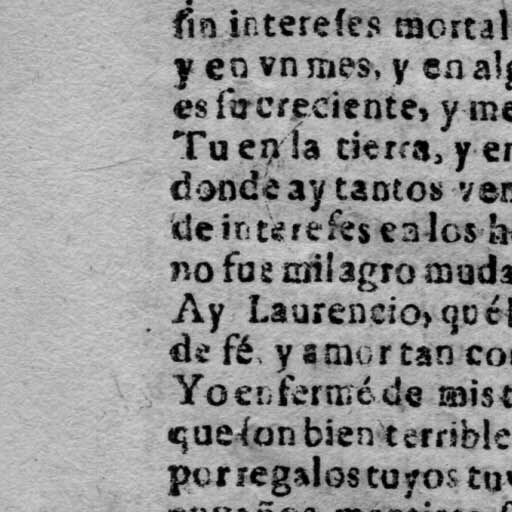 sin intereses mortal
y en vn mes, y en alg
es su creciente, y me
Tu en la tierra, y en
donde ay tantos ven
de intereses en los h
no fue milagro muda
Ay Laurencio, qué
de fé, y amor tan co
Yo enfermé de mis t
que son bien terrible
por regalos tuyos tuv